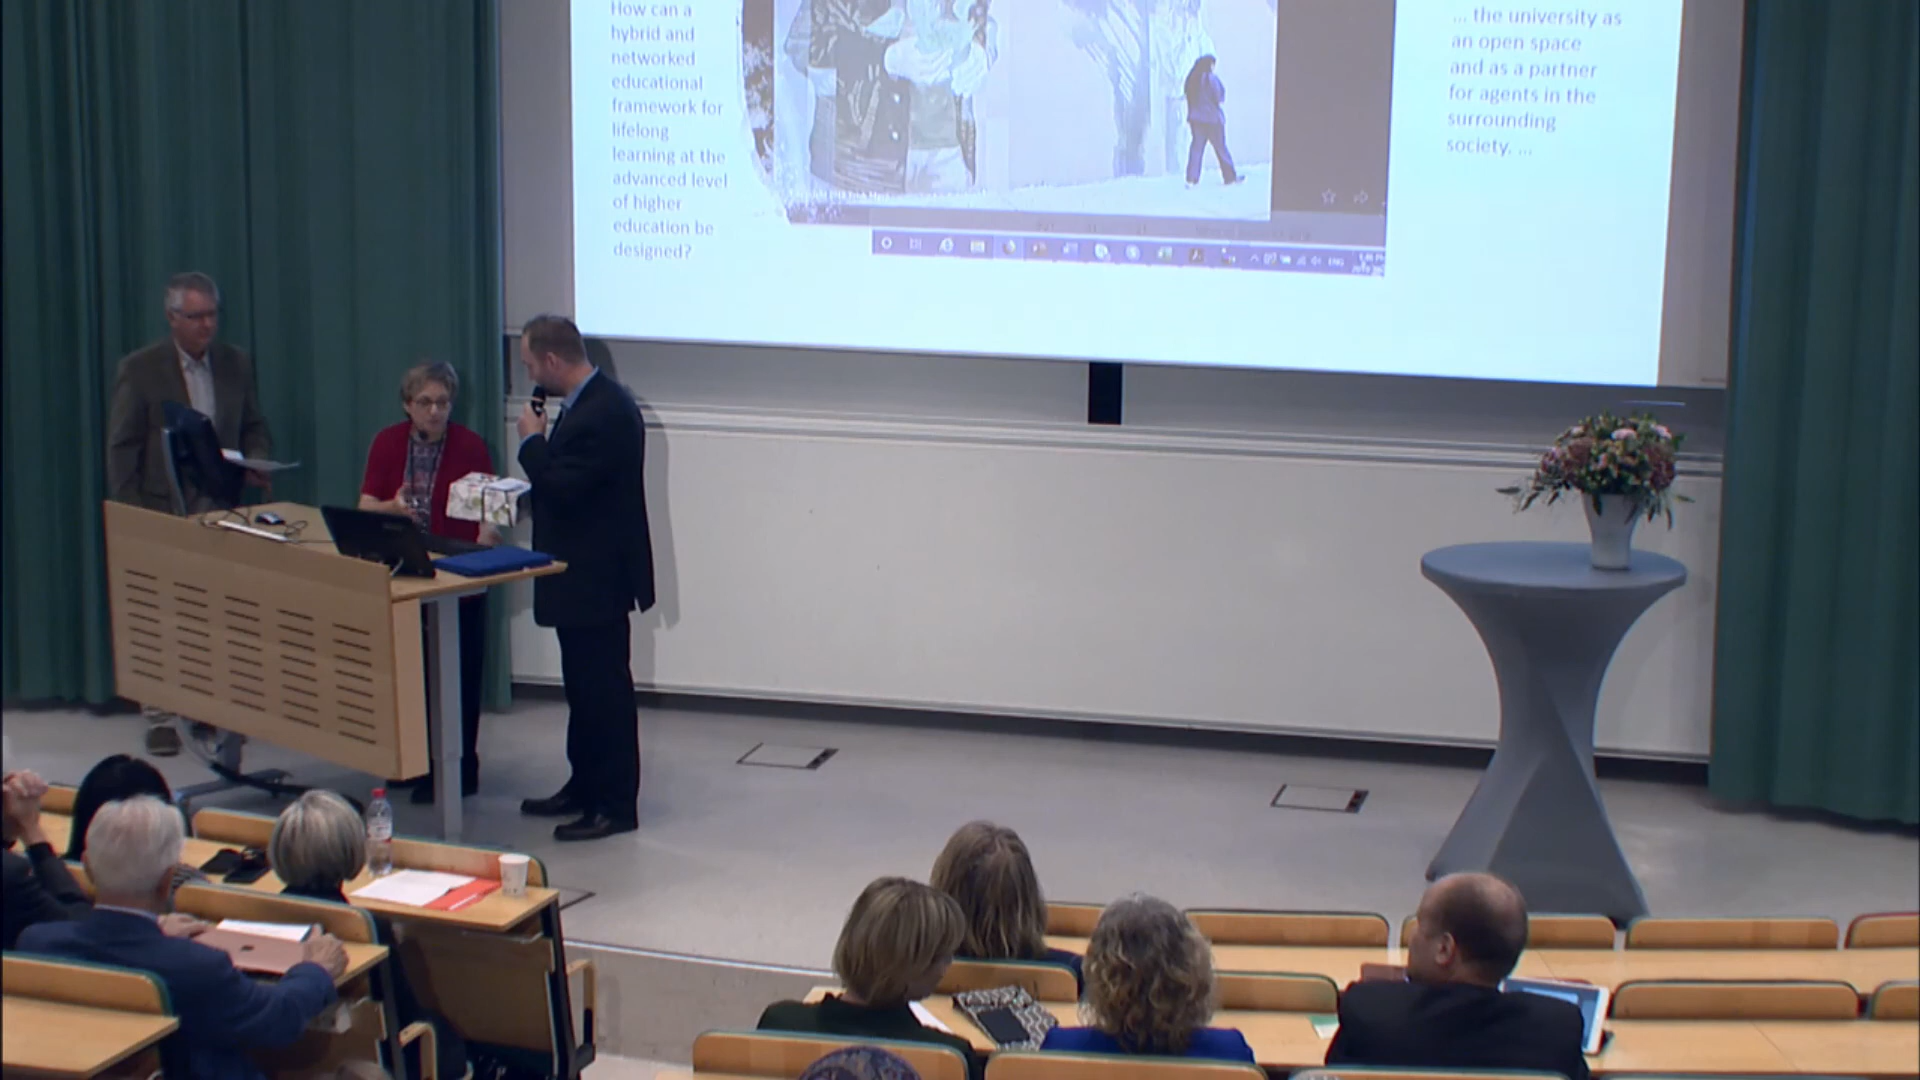 How can a
hybrid and
networked
educational
framework for
lifelong
learning at the
advanced level
of higher
education be
designed?
... the university as
an open space
and as a partner
for agents in the
surrounding
society. ...
ENG